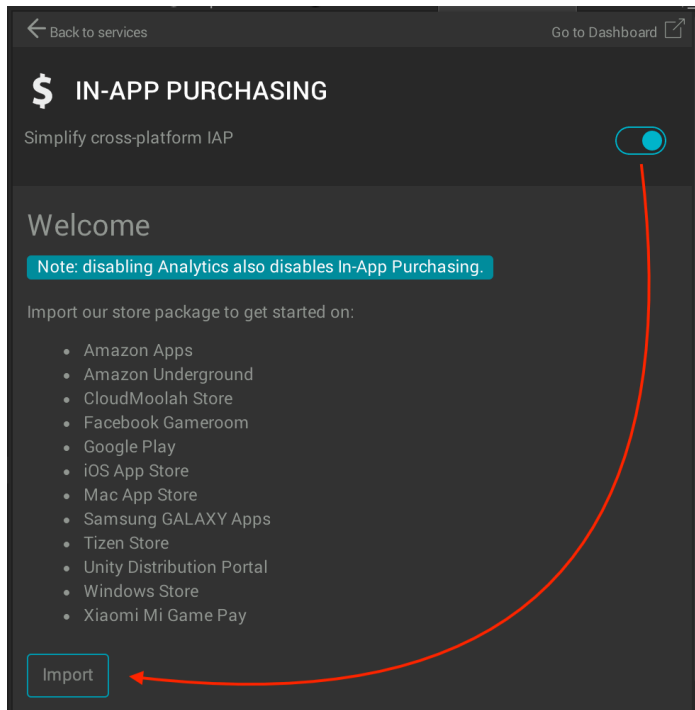 Back to services
Go to Dashboard
$ IN-APP PURCHASING
Simplify cross-platform IAP
Welcome
Note: disabling Analytics also disables In-App Purchasing.
Import our store package to get started on:
• Amazon Apps
• Amazon Underground
• CloudMoolah Store
• Facebook Gameroom
• Google Play
• iOS App Store
• Mac App Store
• Samsung GALAXY Apps
• Tizen Store
• Unity Distribution Portal
• Windows Store
• Xiaomi Mi Game Pay
Import